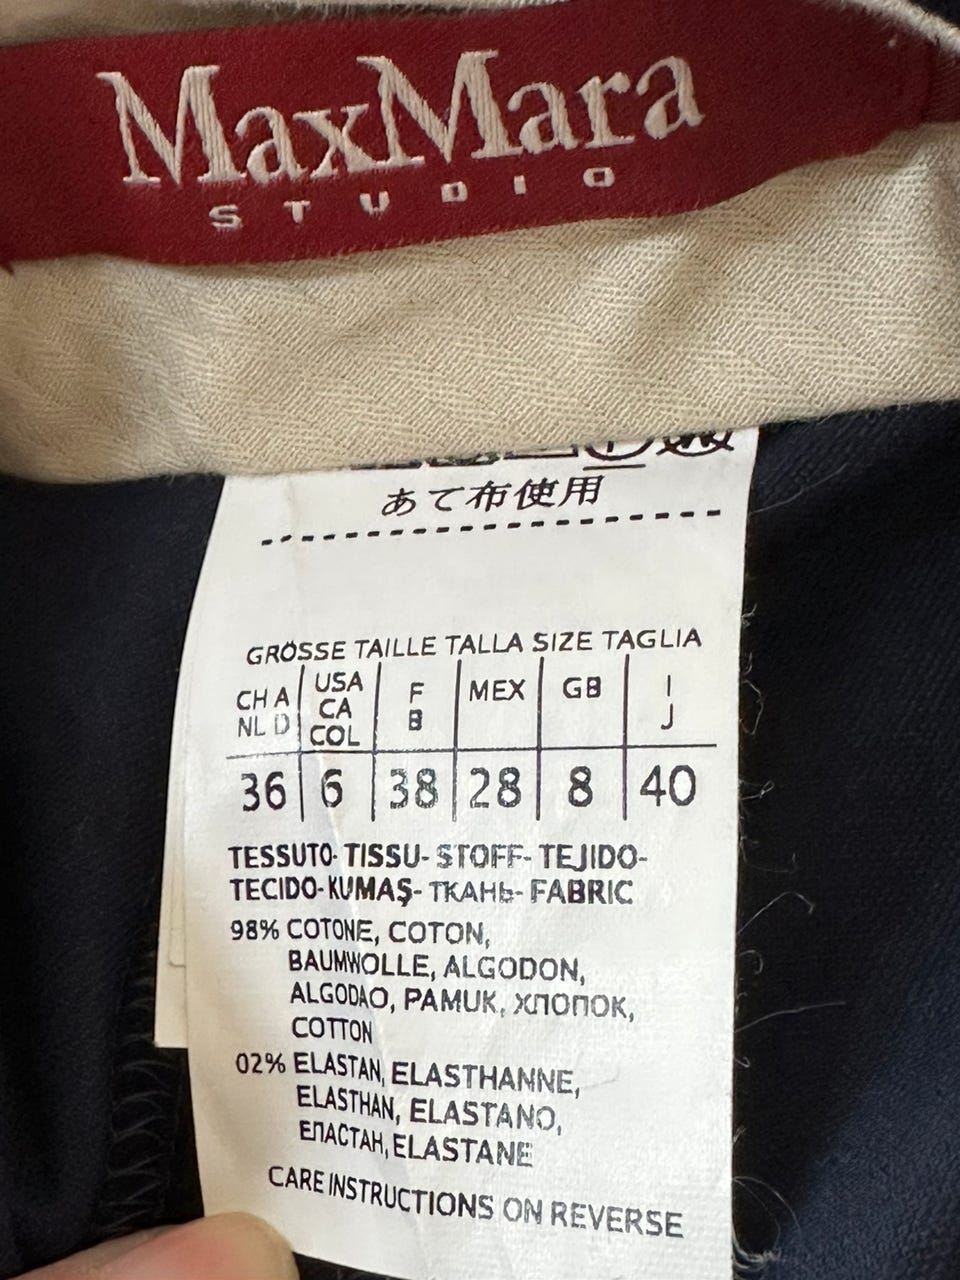 MaxMara
STUDIO
あて布使用
GRÖSSE TAILLE TALLA SIZE TAGLIA
CH A NL D | USA CA COL | F B | MEX | GB | I J
36 | 6 | 38 | 28 | 8 | 40
TESSUTO- TISSU- STOFF- TEJIDO-
TECIDO- KUMAŞ- ТКАНЬ- FABRIC
98% COTONE, COTON,
BAUMWOLLE, ALGODON,
ALGODAO, PAMUK, ХЛОПОК,
COTTON
02% ELASTAN, ELASTHANNE,
ELASTHAN, ELASTANO,
ЕЛАСТАН, ELASTANE
CARE INSTRUCTIONS ON REVERSE